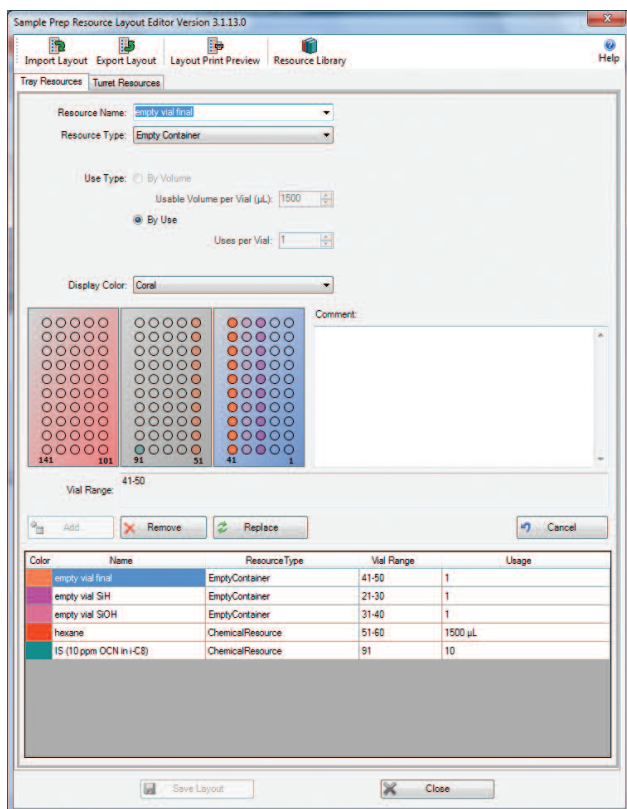 Sample Prep Resource Layout Editor Version 3.1.13.0
Import Layout Export Layout Layout Print Preview Resource Library Help
Tray Resources Turret Resources
Resource Name: empty vial final
Resource Type: Empty Container
Use Type: By Volume
Usable Volume per Vial (µL): 1500
By Use
Uses per Vial: 1
Display Color: Coral
Comment:
141 101 91 51 41 1
Vial Range: 41-50
Add Remove Replace Cancel
Color Name ResourceType Vial Range Usage
empty vial final EmptyContainer 41-50 1
empty vial SiH EmptyContainer 21-30 1
empty vial SiOH EmptyContainer 31-40 1
hexane ChemicalResource 51-60 1500 µL
IS (10 ppm OCN in i-C8) ChemicalResource 91 10
Save Layout Close